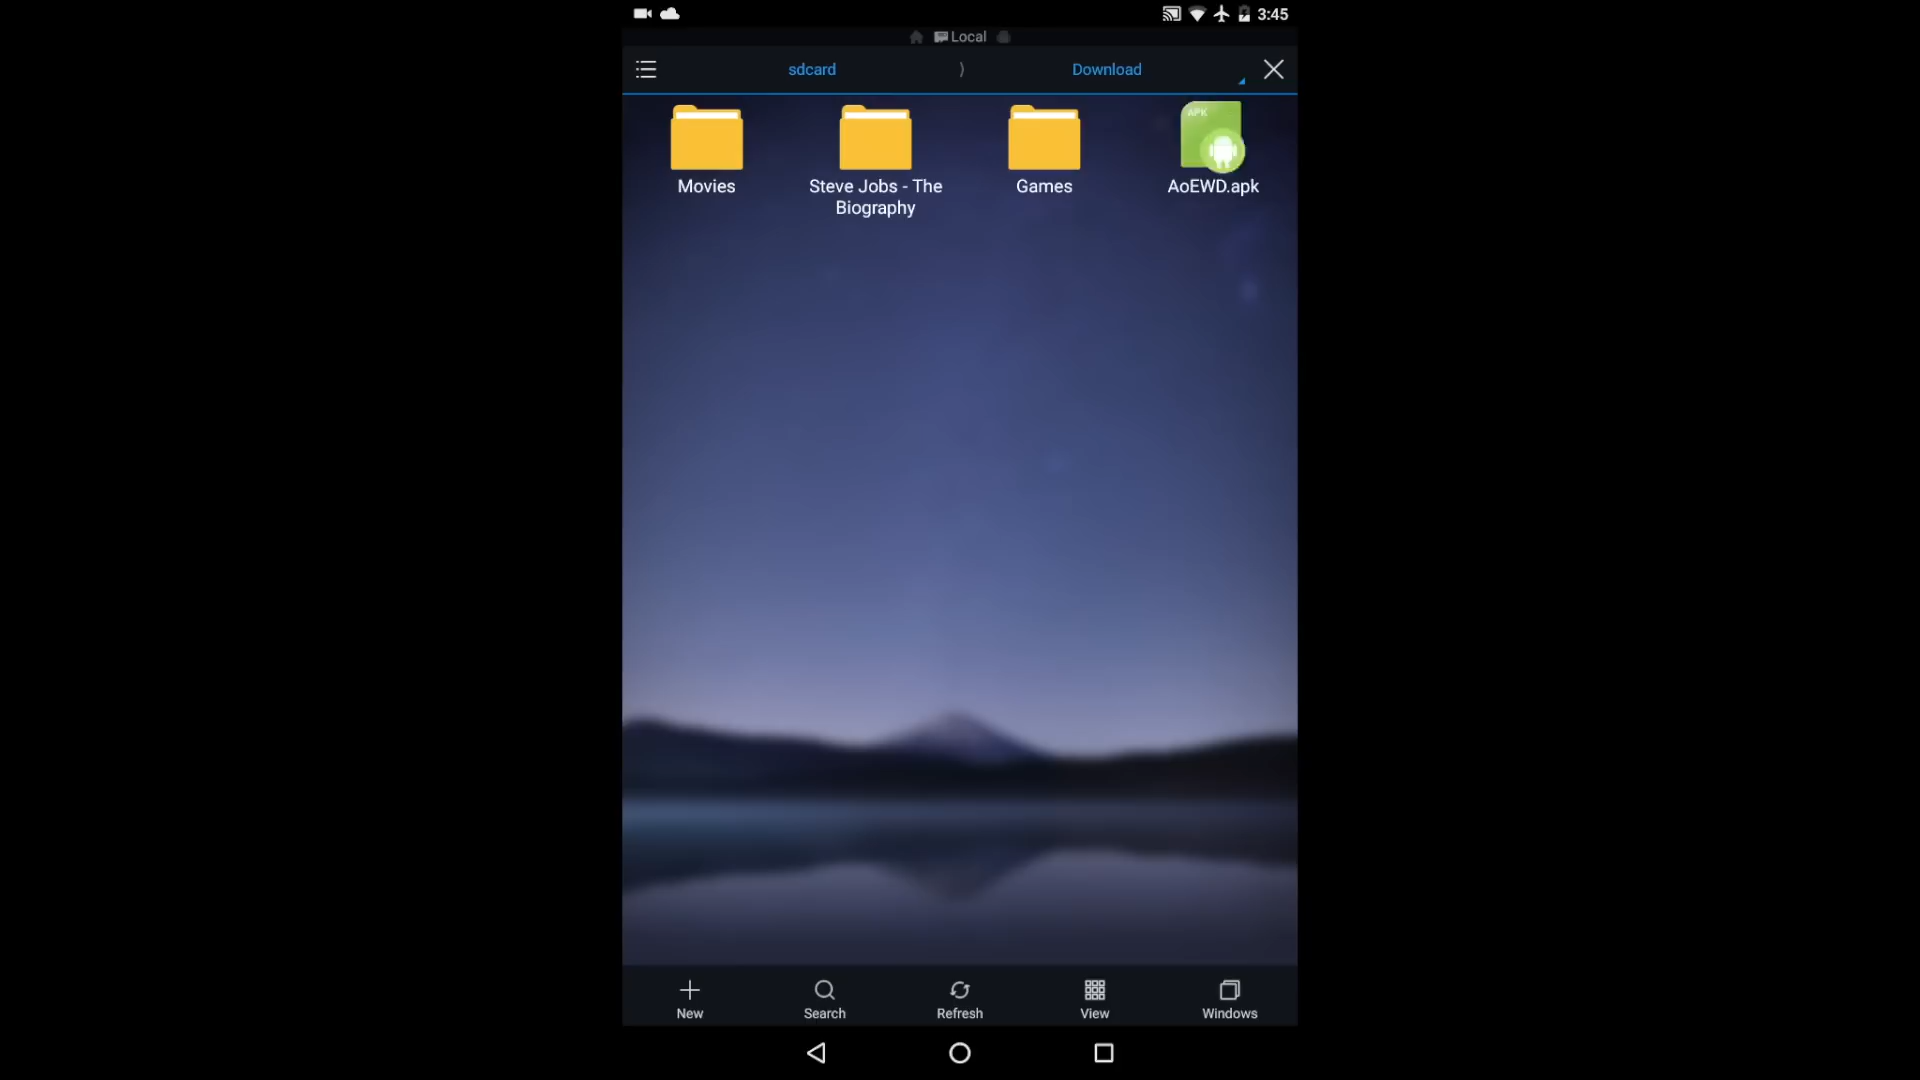 3:45
Local
sdcard
Download
Movies
Steve Jobs - The
Biography
Games
APK
AoEWD.apk
New
Search
Refresh
View
Windows